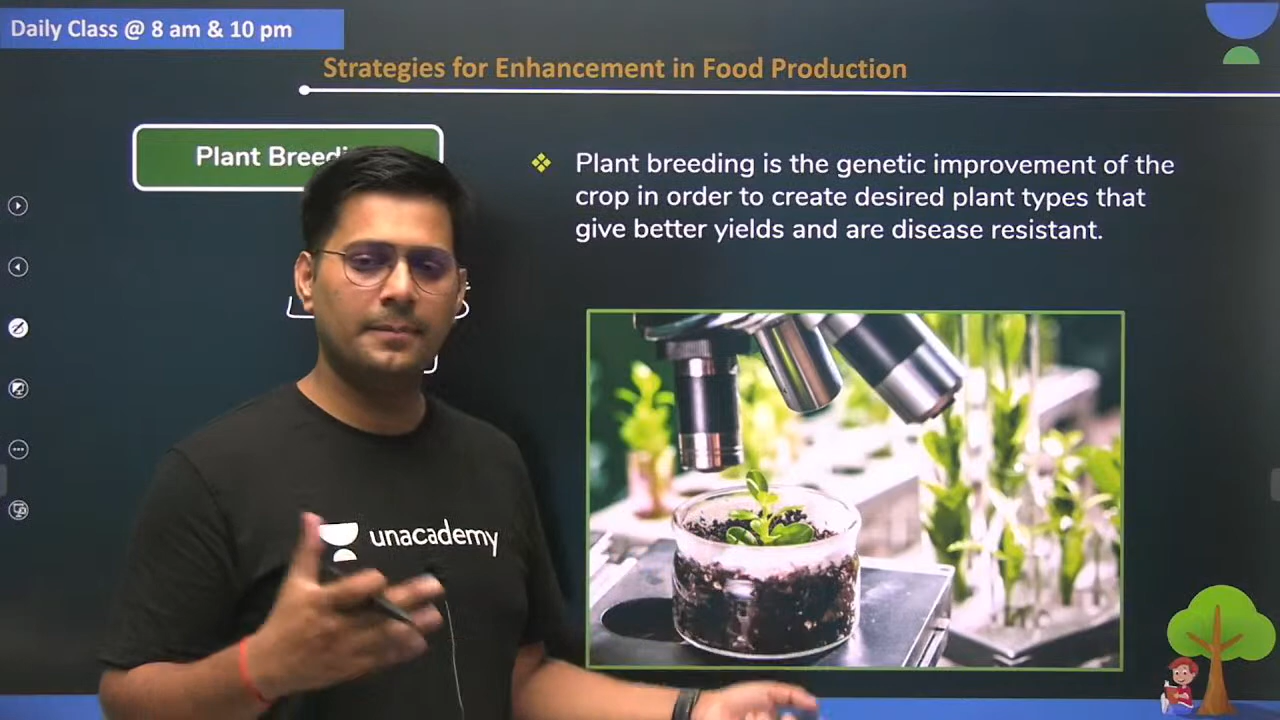 Daily Class @ 8 am & 10 pm
Strategies for Enhancement in Food Production
Plant
❖ Plant breeding is the genetic improvement of the
crop in order to create desired plant types that
give better yields and are disease resistant.
unacademy